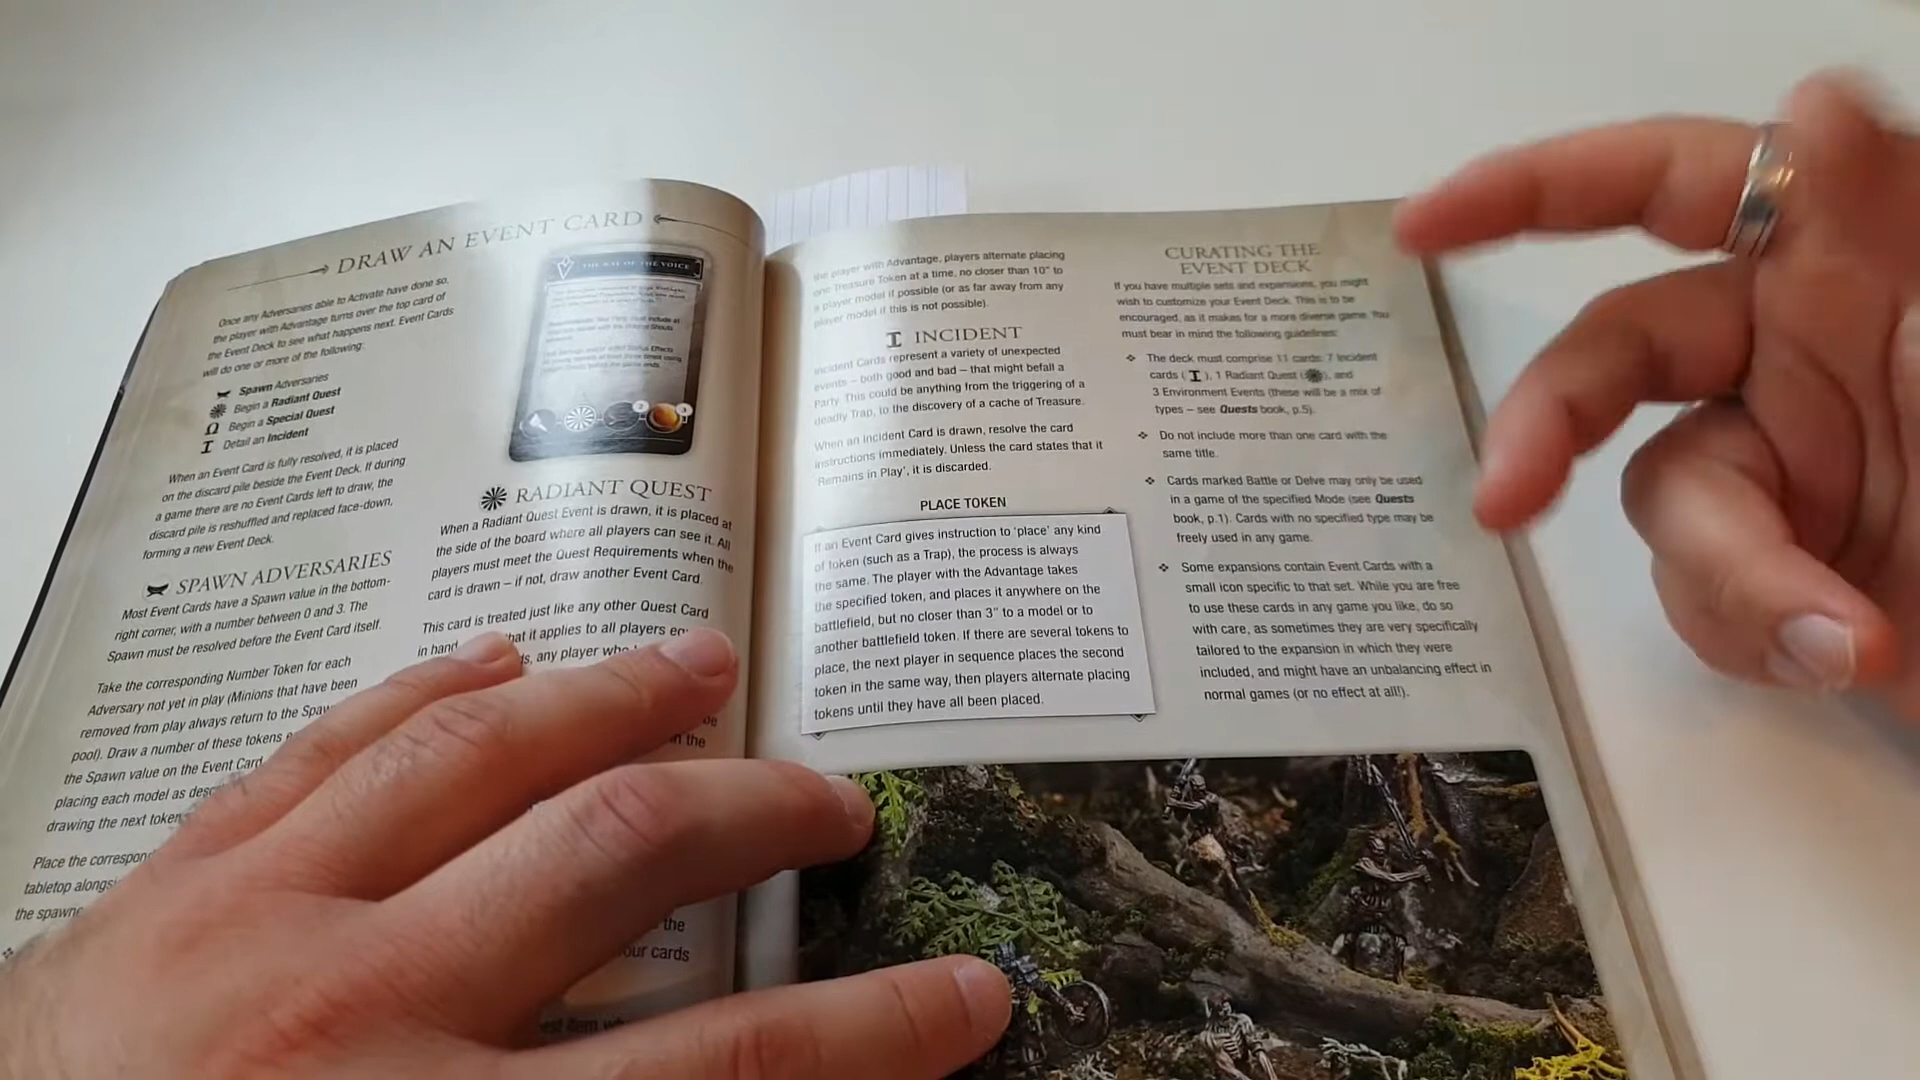 DRAW AN EVENT CARD
Once any Adversaries able to Activate have done so,
the player with Advantage turns over the top card of
the Event Deck to see what happens next. Event Cards
will do one or more of the following:
Spawn Adversaries
Begin a Radiant Quest
Begin a Special Quest
Detail an Incident
When an Event Card is fully resolved, it is placed
on the discard pile beside the Event Deck. If during
a game there are no Event Cards left to draw, the
discard pile is reshuffled and replaced face-down,
forming a new Event Deck.
SPAWN ADVERSARIES
Most Event Cards have a Spawn value in the bottom-
right corner, with a number between 0 and 3. The
Spawn must be resolved before the Event Card itself.
Take the corresponding Number Token for each
Adversary not yet in play (Minions that have been
removed from play always return to the
pool). Draw a number of these tokens
the Spawn value on the Event Card,
placing each model as
drawing the next
Place the
tabletop
the
THE WAY OF THE VOICE
2
3
RADIANT QUEST
When a Radiant Quest Event is drawn, it is placed at
the side of the board where all players can see it. All
players must meet the Quest Requirements when the
card is drawn – if not, draw another Event Card.
This card is treated just like any other Quest Card
in hand that it applies to all players
any player
be
in the
the
our cards
item
the player with Advantage, players alternate placing
one Treasure Token at a time, no closer than 10" to
a player model if possible (or as far away from any
player model if this is not possible).
INCIDENT
Incident Cards represent a variety of unexpected
events – both good and bad – that might befall a
Party. This could be anything from the triggering of a
deadly Trap, to the discovery of a cache of Treasure.
When an Incident Card is drawn, resolve the card
instructions immediately. Unless the card states that it
'Remains in Play', it is discarded.
PLACE TOKEN
If an Event Card gives instruction to 'place' any kind
of token (such as a Trap), the process is always
the same. The player with the Advantage takes
the specified token, and places it anywhere on the
battlefield, but no closer than 3" to a model or to
another battlefield token. If there are several tokens to
place, the next player in sequence places the second
token in the same way, then players alternate placing
tokens until they have all been placed.
CURATING THE
EVENT DECK
If you have multiple sets and expansions, you might
wish to customize your Event Deck. This is to be
encouraged, as it makes for a more diverse game. You
must bear in mind the following guidelines:
The deck must comprise 11 cards: 7 Incident
cards ( ), 1 Radiant Quest ( ), and
3 Environment Events (these will be a mix of
types – see Quests book, p.5).
Do not include more than one card with the
same title.
Cards marked Battle or Delve may only be used
in a game of the specified Mode (see Quests
book, p.1). Cards with no specified type may be
freely used in any game.
Some expansions contain Event Cards with a
small icon specific to that set. While you are free
to use these cards in any game you like, do so
with care, as sometimes they are very specifically
tailored to the expansion in which they were
included, and might have an unbalancing effect in
normal games (or no effect at all!).